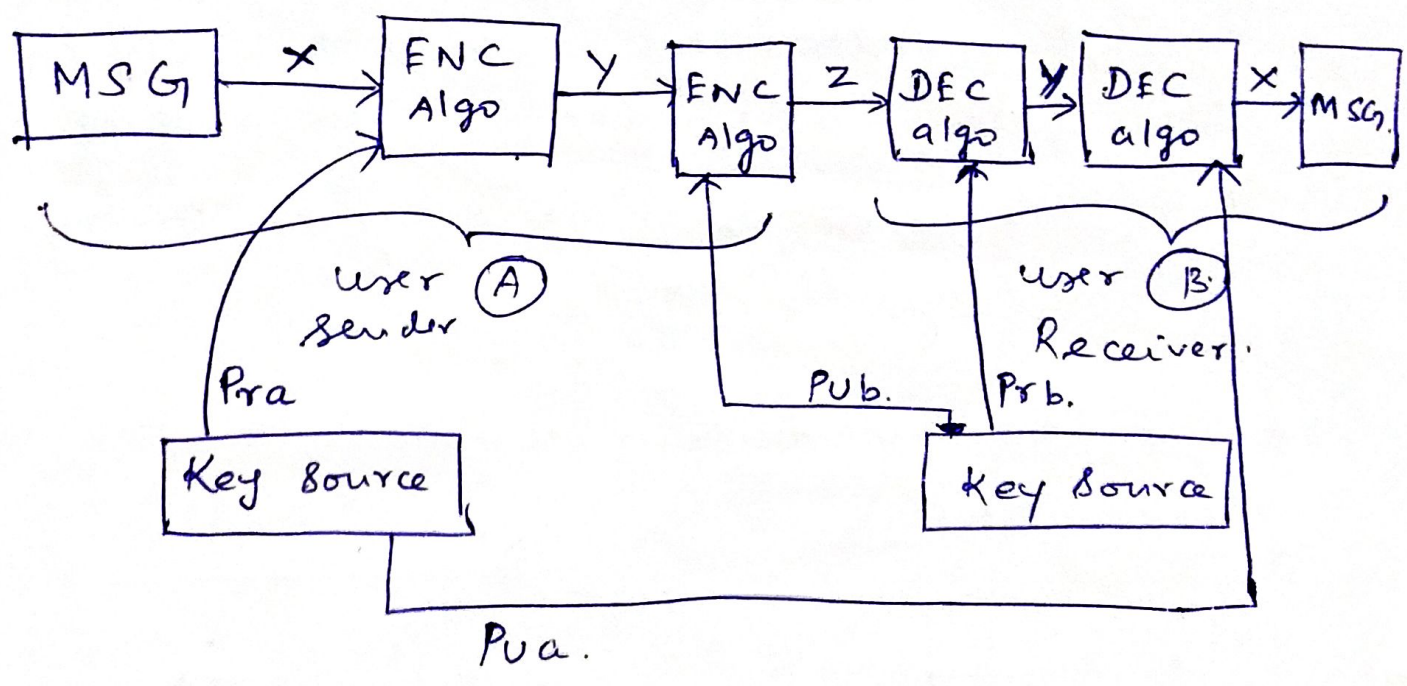 MSG
X
ENC
Algo
Y
ENC
Algo
Z
DEC
algo
Y
DEC
algo
X
MSG.
user A
sender
user B.
Receiver.
Pra
Pub.
Prb.
Key Source
Key Source
Pua.